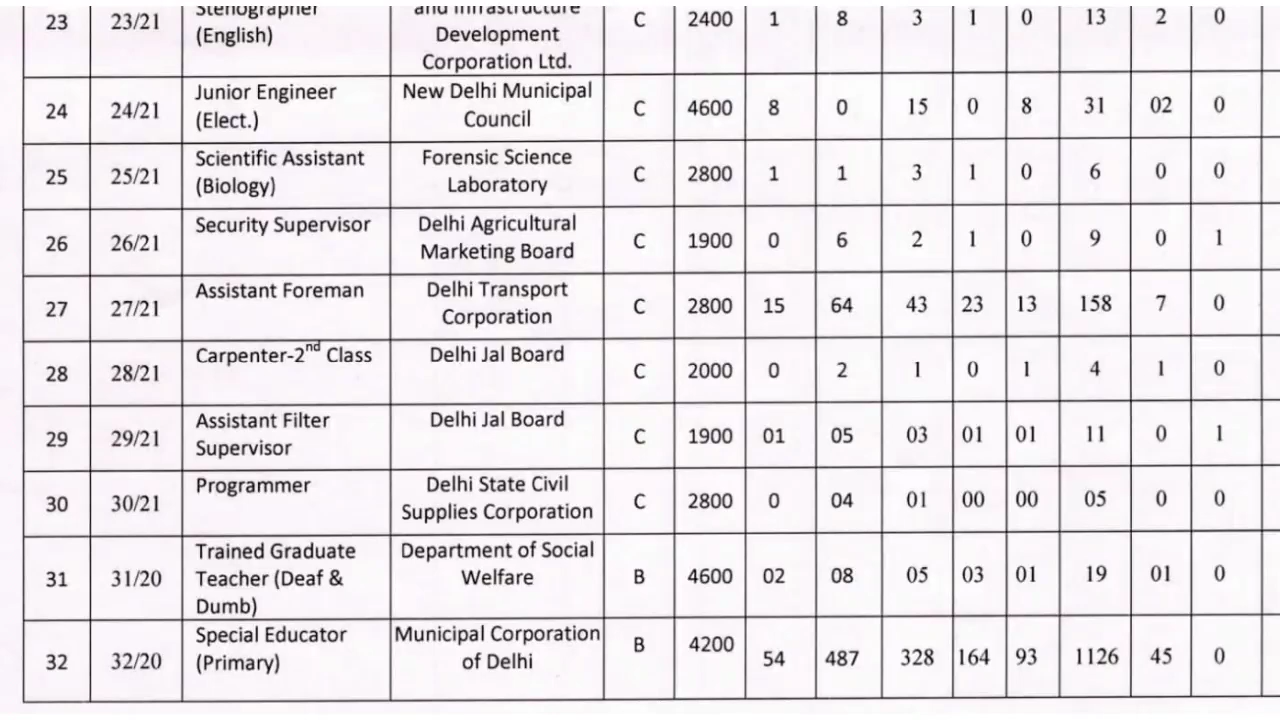 23 23/21 Stenographer (English) and Infrastructure Development Corporation Ltd. C 2400 1 8 3 1 0 13 2 0
24 24/21 Junior Engineer (Elect.) New Delhi Municipal Council C 4600 8 0 15 0 8 31 02 0
25 25/21 Scientific Assistant (Biology) Forensic Science Laboratory C 2800 1 1 3 1 0 6 0 0
26 26/21 Security Supervisor Delhi Agricultural Marketing Board C 1900 0 6 2 1 0 9 0 1
27 27/21 Assistant Foreman Delhi Transport Corporation C 2800 15 64 43 23 13 158 7 0
28 28/21 Carpenter-2nd Class Delhi Jal Board C 2000 0 2 1 0 1 4 1 0
29 29/21 Assistant Filter Supervisor Delhi Jal Board C 1900 01 05 03 01 01 11 0 1
30 30/21 Programmer Delhi State Civil Supplies Corporation C 2800 0 04 01 00 00 05 0 0
31 31/20 Trained Graduate Teacher (Deaf & Dumb) Department of Social Welfare B 4600 02 08 05 03 01 19 01 0
32 32/20 Special Educator (Primary) Municipal Corporation of Delhi B 4200 54 487 328 164 93 1126 45 0